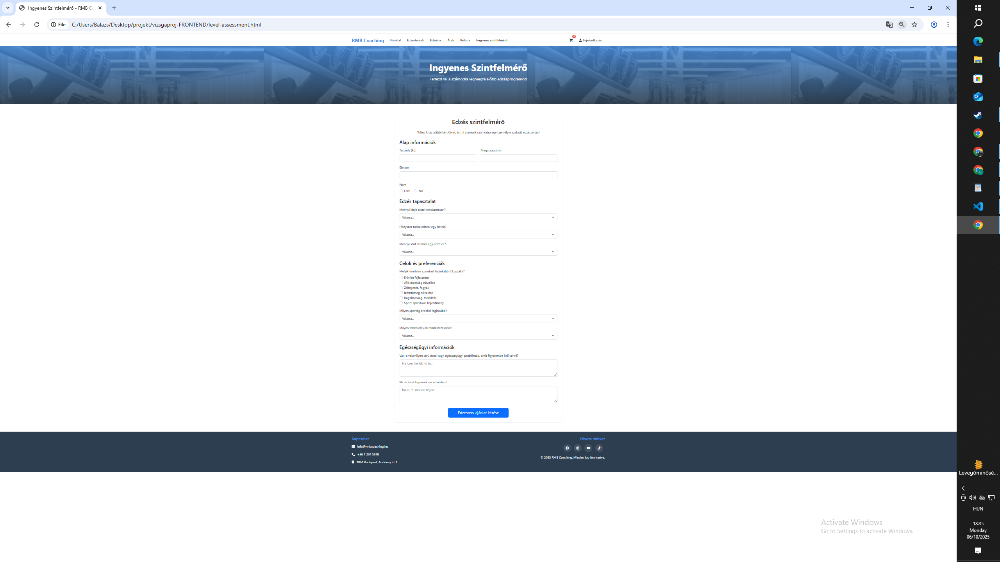 Ingyenes Szintfelmérő - RMB Co
File
C:/Users/Balazs/Desktop/projekt/vizsgaproj-FRONTEND/level-assessment.html
RMB Coaching Főoldal Edzéstervek Edzőink Árak Rólunk Ingyenes szintfelmérő 0 Bejelentkezés
Ingyenes Szintfelmérő
Fedezd fel a számodra legmegfelelőbb edzésprogramot!
Edzés szintfelmérő
Töltsd ki az alábbi kérdőívet, és mi ajánlunk számodra egy személyre szabott edzéstervet!
Alap információk
Testsúly (kg) Magasság (cm)
Életkor
Nem
Férfi Nő
Edzés tapasztalat
Mennyi ideje edzel rendszeresen?
Válassz...
Hányszor tudsz edzeni egy héten?
Válassz...
Mennyi időt szánnál egy edzésre?
Válassz...
Célok és preferenciák
Melyik területre szeretnél leginkább fókuszálni?
Erőnlét fejlesztése
Állóképesség növelése
Zsírégetés, fogyás
Izomtömeg növelése
Rugalmasság, mobilitás
Sport-specifikus teljesítmény
Milyen sportág érdekel leginkább?
Válassz...
Milyen felszerelés áll rendelkezésedre?
Válassz...
Egészségügyi információk
Van-e valamilyen sérülésed vagy egészségügyi problémád, amit figyelembe kell venni?
Ha igen, kérjük írd le...
Mi motivál leginkább az edzéshez?
Írd le, mi motivál téged...
Edzésterv ajánlat kérése
Kapcsolat
info@rmbcoaching.hu
+36 1 234 5678
1061 Budapest, Andrássy út 1.
Kövess minket
© 2023 RMB Coaching. Minden jog fenntartva.
Activate Windows
Go to Settings to activate Windows.
B
Levegőminősé...
HUN
18:35
Monday
06/10/2025